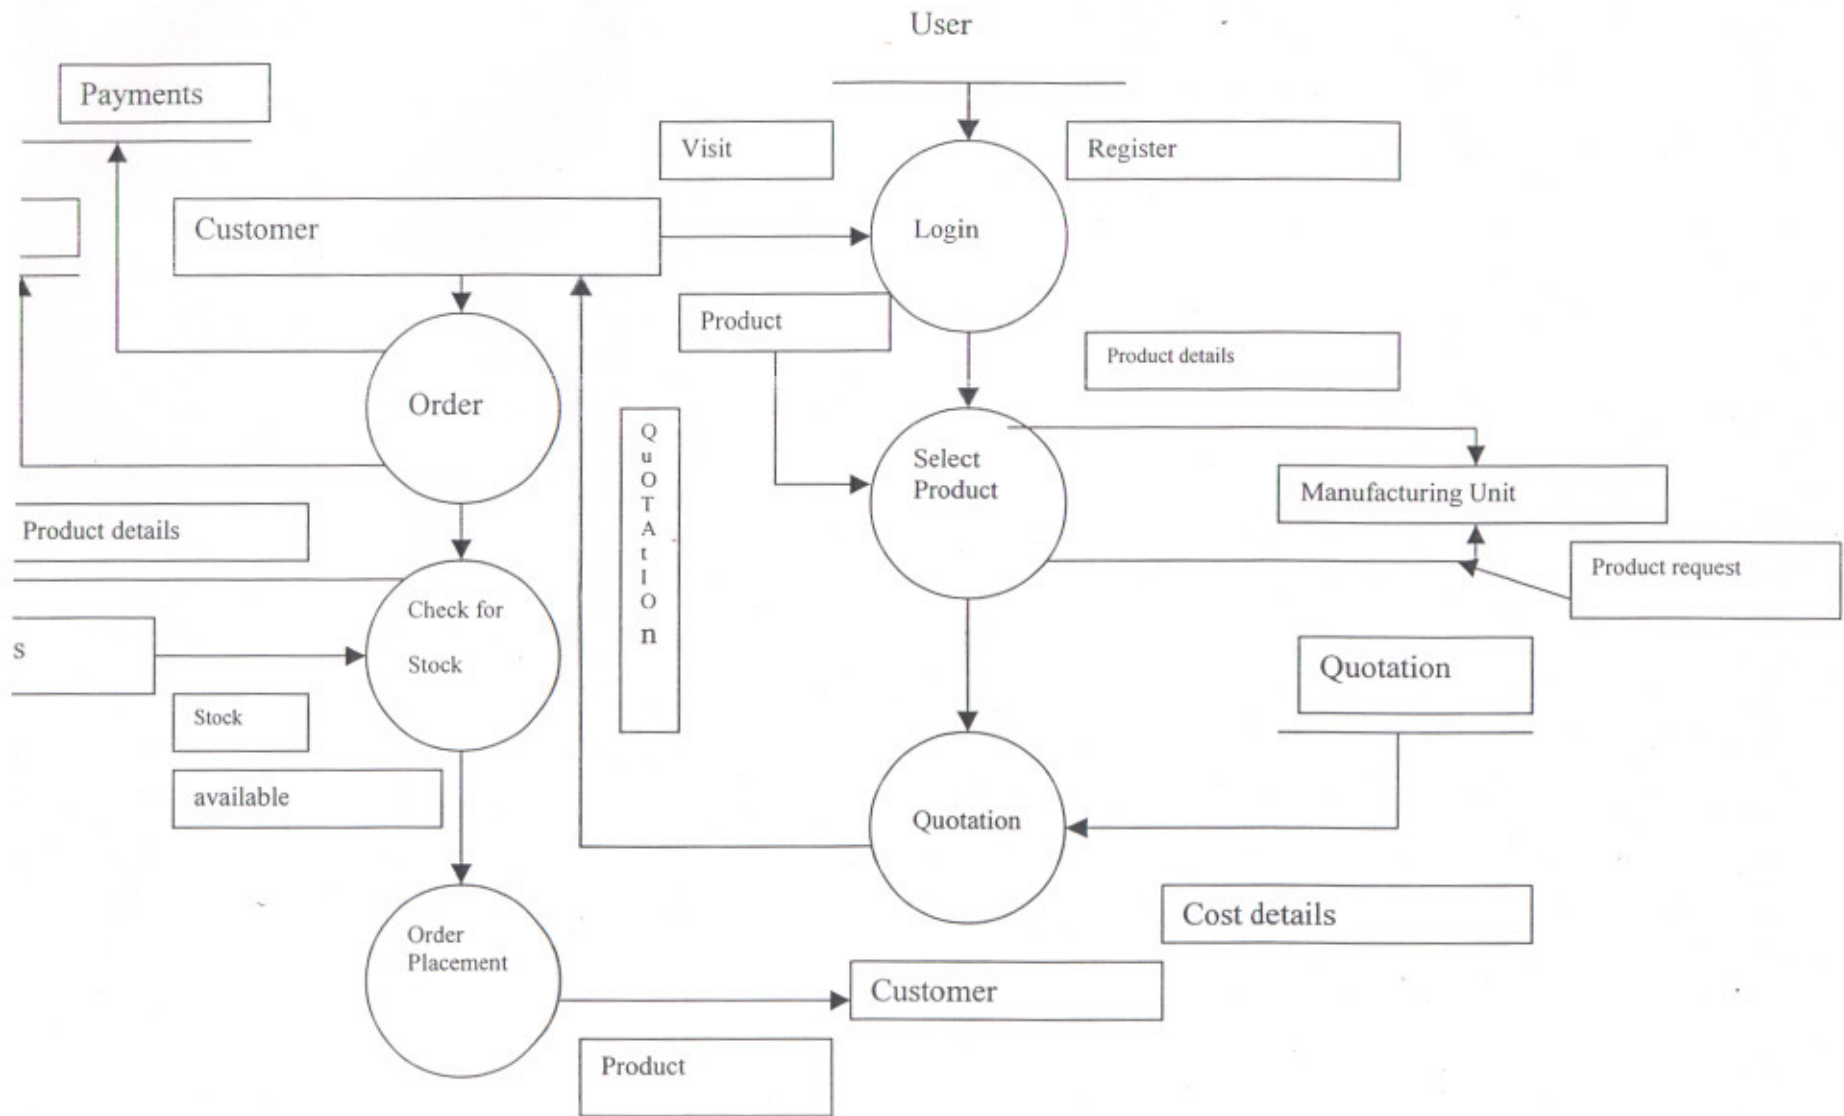 User
Payments
Visit
Register
Customer
Login
Product
Product details
Order
QuOTAtIOn
Select
Product
Manufacturing Unit
Product details
Product request
Check for
Stock
s
Quotation
Stock
available
Quotation
Cost details
Order
Placement
Customer
Product